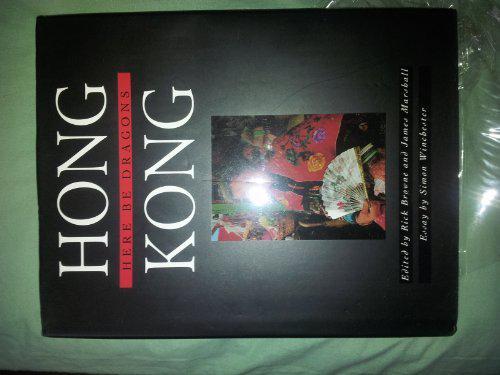 HONG
HERE BE DRAGONS
KONG
Edited by Rick Browne and James Marshall
Essay by Simon Winchester